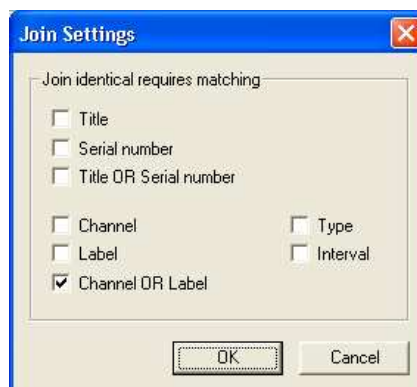 Join Settings
Join identical requires matching
Title
Serial number
Title OR Serial number
Channel
Type
Label
Interval
Channel OR Label
OK
Cancel